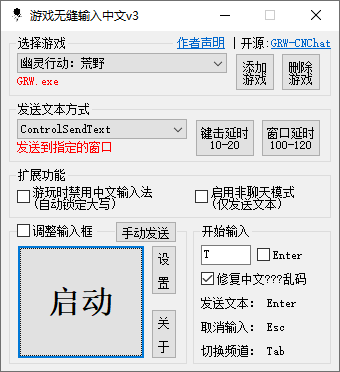 游戏无缝输入中文v3
选择游戏
作者声明 | 开源:GRW-CNChat
幽灵行动: 荒野
添加
游戏
删除
游戏
GRW.exe
发送文本方式
ControlSendText
键击延时
10-20
窗口延时
100-120
发送到指定的窗口
扩展功能
游玩时禁用中文输入法
(自动锁定大写)
启用非聊天模式
(仅发送文本)
调整输入框
手动发送
启动
设
置
关
于
开始输入
T
Enter
修复中文???乱码
发送文本: Enter
取消输入: Esc
切换频道: Tab